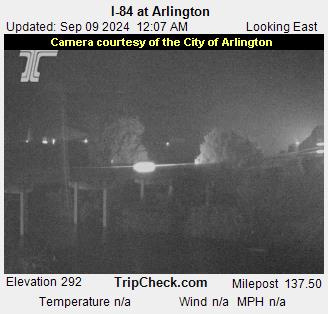 I-84 at Arlington
Updated: Sep 09 2024 12:07 AM Looking East
Camera courtesy of the City of Arlington
Elevation 292 TripCheck.com Milepost 137.50
Temperature n/a Wind n/a MPH n/a